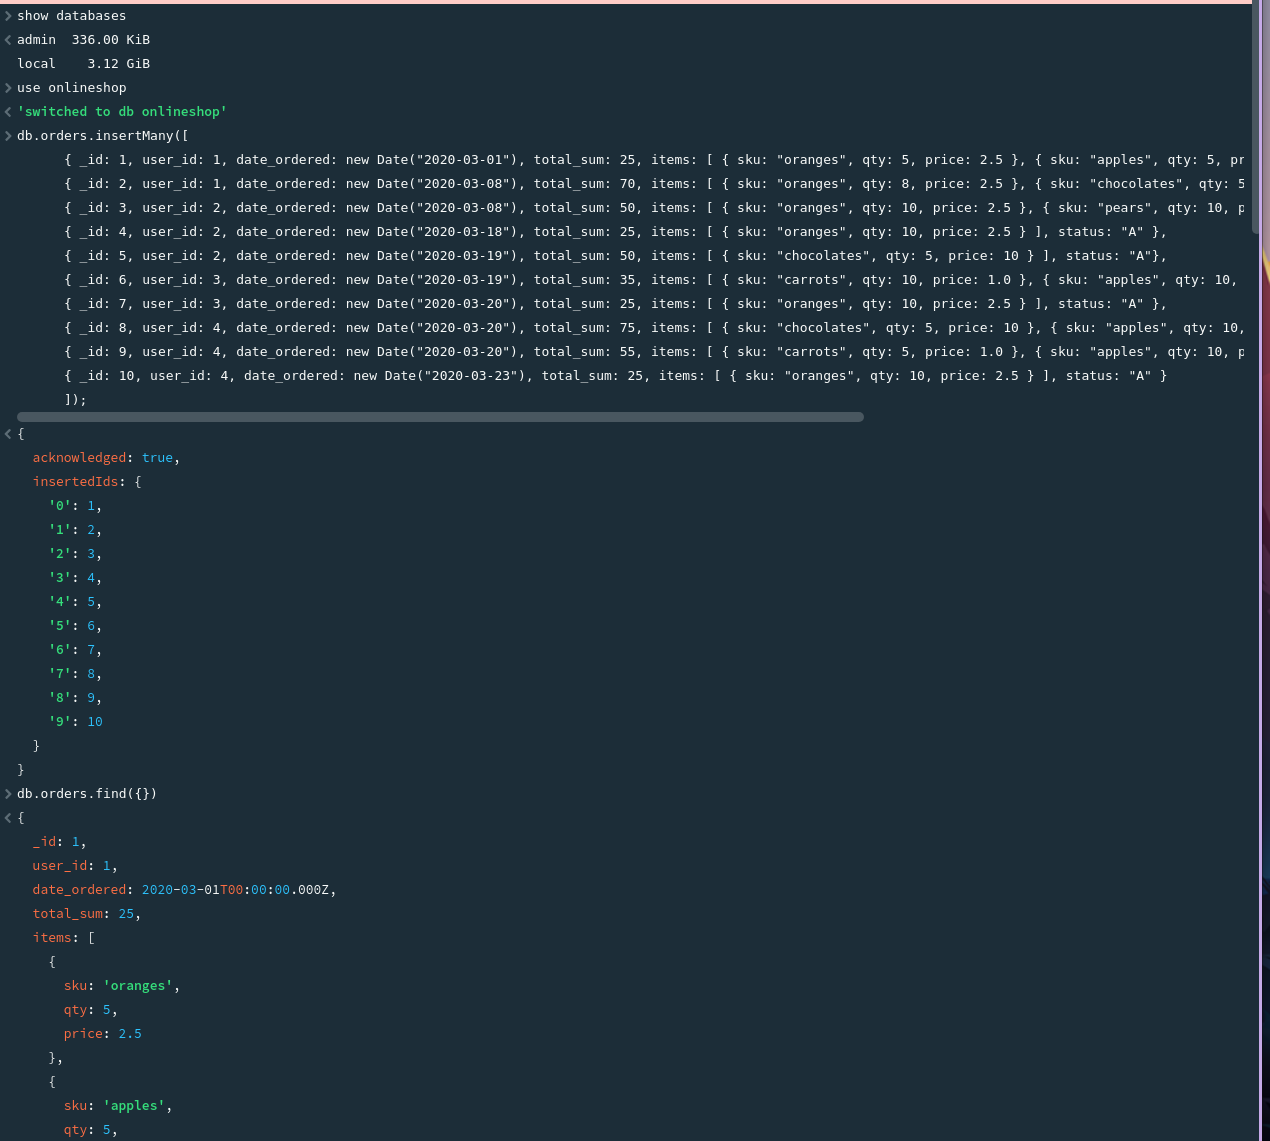 show databases
admin  336.00 KiB
local    3.12 GiB
use onlineshop
'switched to db onlineshop'
db.orders.insertMany([
      { _id: 1, user_id: 1, date_ordered: new Date("2020-03-01"), total_sum: 25, items: [ { sku: "oranges", qty: 5, price: 2.5 }, { sku: "apples", qty: 5, pr
      { _id: 2, user_id: 1, date_ordered: new Date("2020-03-08"), total_sum: 70, items: [ { sku: "oranges", qty: 8, price: 2.5 }, { sku: "chocolates", qty: 5
      { _id: 3, user_id: 2, date_ordered: new Date("2020-03-08"), total_sum: 50, items: [ { sku: "oranges", qty: 10, price: 2.5 }, { sku: "pears", qty: 10, p
      { _id: 4, user_id: 2, date_ordered: new Date("2020-03-18"), total_sum: 25, items: [ { sku: "oranges", qty: 10, price: 2.5 } ], status: "A" },
      { _id: 5, user_id: 2, date_ordered: new Date("2020-03-19"), total_sum: 50, items: [ { sku: "chocolates", qty: 5, price: 10 } ], status: "A"},
      { _id: 6, user_id: 3, date_ordered: new Date("2020-03-19"), total_sum: 35, items: [ { sku: "carrots", qty: 10, price: 1.0 }, { sku: "apples", qty: 10,
      { _id: 7, user_id: 3, date_ordered: new Date("2020-03-20"), total_sum: 25, items: [ { sku: "oranges", qty: 10, price: 2.5 } ], status: "A" },
      { _id: 8, user_id: 4, date_ordered: new Date("2020-03-20"), total_sum: 75, items: [ { sku: "chocolates", qty: 5, price: 10 }, { sku: "apples", qty: 10,
      { _id: 9, user_id: 4, date_ordered: new Date("2020-03-20"), total_sum: 55, items: [ { sku: "carrots", qty: 5, price: 1.0 }, { sku: "apples", qty: 10, p
      { _id: 10, user_id: 4, date_ordered: new Date("2020-03-23"), total_sum: 25, items: [ { sku: "oranges", qty: 10, price: 2.5 } ], status: "A" }
      ]);
{
  acknowledged: true,
  insertedIds: {
    '0': 1,
    '1': 2,
    '2': 3,
    '3': 4,
    '4': 5,
    '5': 6,
    '6': 7,
    '7': 8,
    '8': 9,
    '9': 10
  }
}
db.orders.find({})
{
  _id: 1,
  user_id: 1,
  date_ordered: 2020-03-01T00:00:00.000Z,
  total_sum: 25,
  items: [
    {
      sku: 'oranges',
      qty: 5,
      price: 2.5
    },
    {
      sku: 'apples',
      qty: 5,